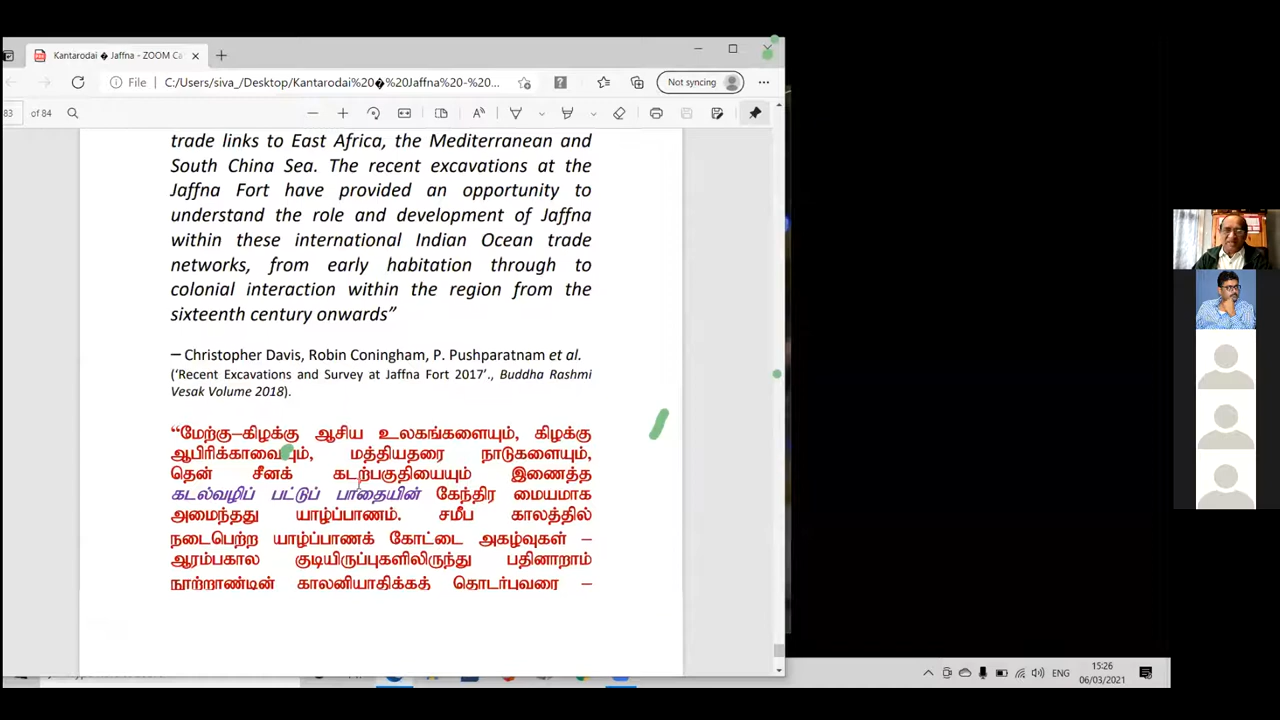 Kantarodai � Jaffna - ZOOM Ca
File
C:/Users/siva_/Desktop/Kantarodai%20�%20Jaffna%20-%20...
Not syncing
83 of 84
trade links to East Africa, the Mediterranean and
South China Sea. The recent excavations at the
Jaffna Fort have provided an opportunity to
understand the role and development of Jaffna
within these international Indian Ocean trade
networks, from early habitation through to
colonial interaction within the region from the
sixteenth century onwards”
– Christopher Davis, Robin Coningham, P. Pushparatnam et al.
(‘Recent Excavations and Survey at Jaffna Fort 2017’., Buddha Rashmi
Vesak Volume 2018).
“மேற்கு–கிழக்கு ஆசிய உலகங்களையும், கிழக்கு
ஆபிரிக்காவையும், மத்தியதரை நாடுகளையும்,
தென் சீனக் கடற்பகுதியையும் இணைத்த
கடல்வழிப் பட்டுப் பாதையின் கேந்திர மையமாக
அமைந்தது யாழ்ப்பாணம். சமீப காலத்தில்
நடைபெற்ற யாழ்ப்பாணக் கோட்டை அகழ்வுகள் –
ஆரம்பகால குடியிருப்புகளிலிருந்து பதினாறாம்
நூற்றாண்டின் காலனியாதிக்கத் தொடர்புவரை –
ENG
15:26
06/03/2021